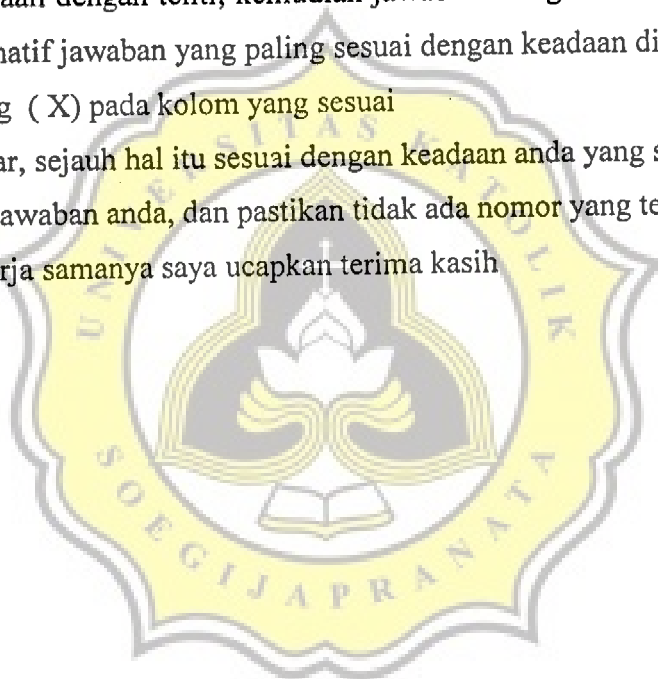 dengan
natif jawaban yang paling sesuai dengan keadaan di
g ( X) pada kolom yang sesuai
ar, sejauh hal itu sesuai dengan keadaan anda yang s
awaban anda, dan pastikan tidak ada nomor yang te
rja samanya saya ucapkan terima kasih
UNIVERSITAS KATOLIK
SOEGIJAPRANATA